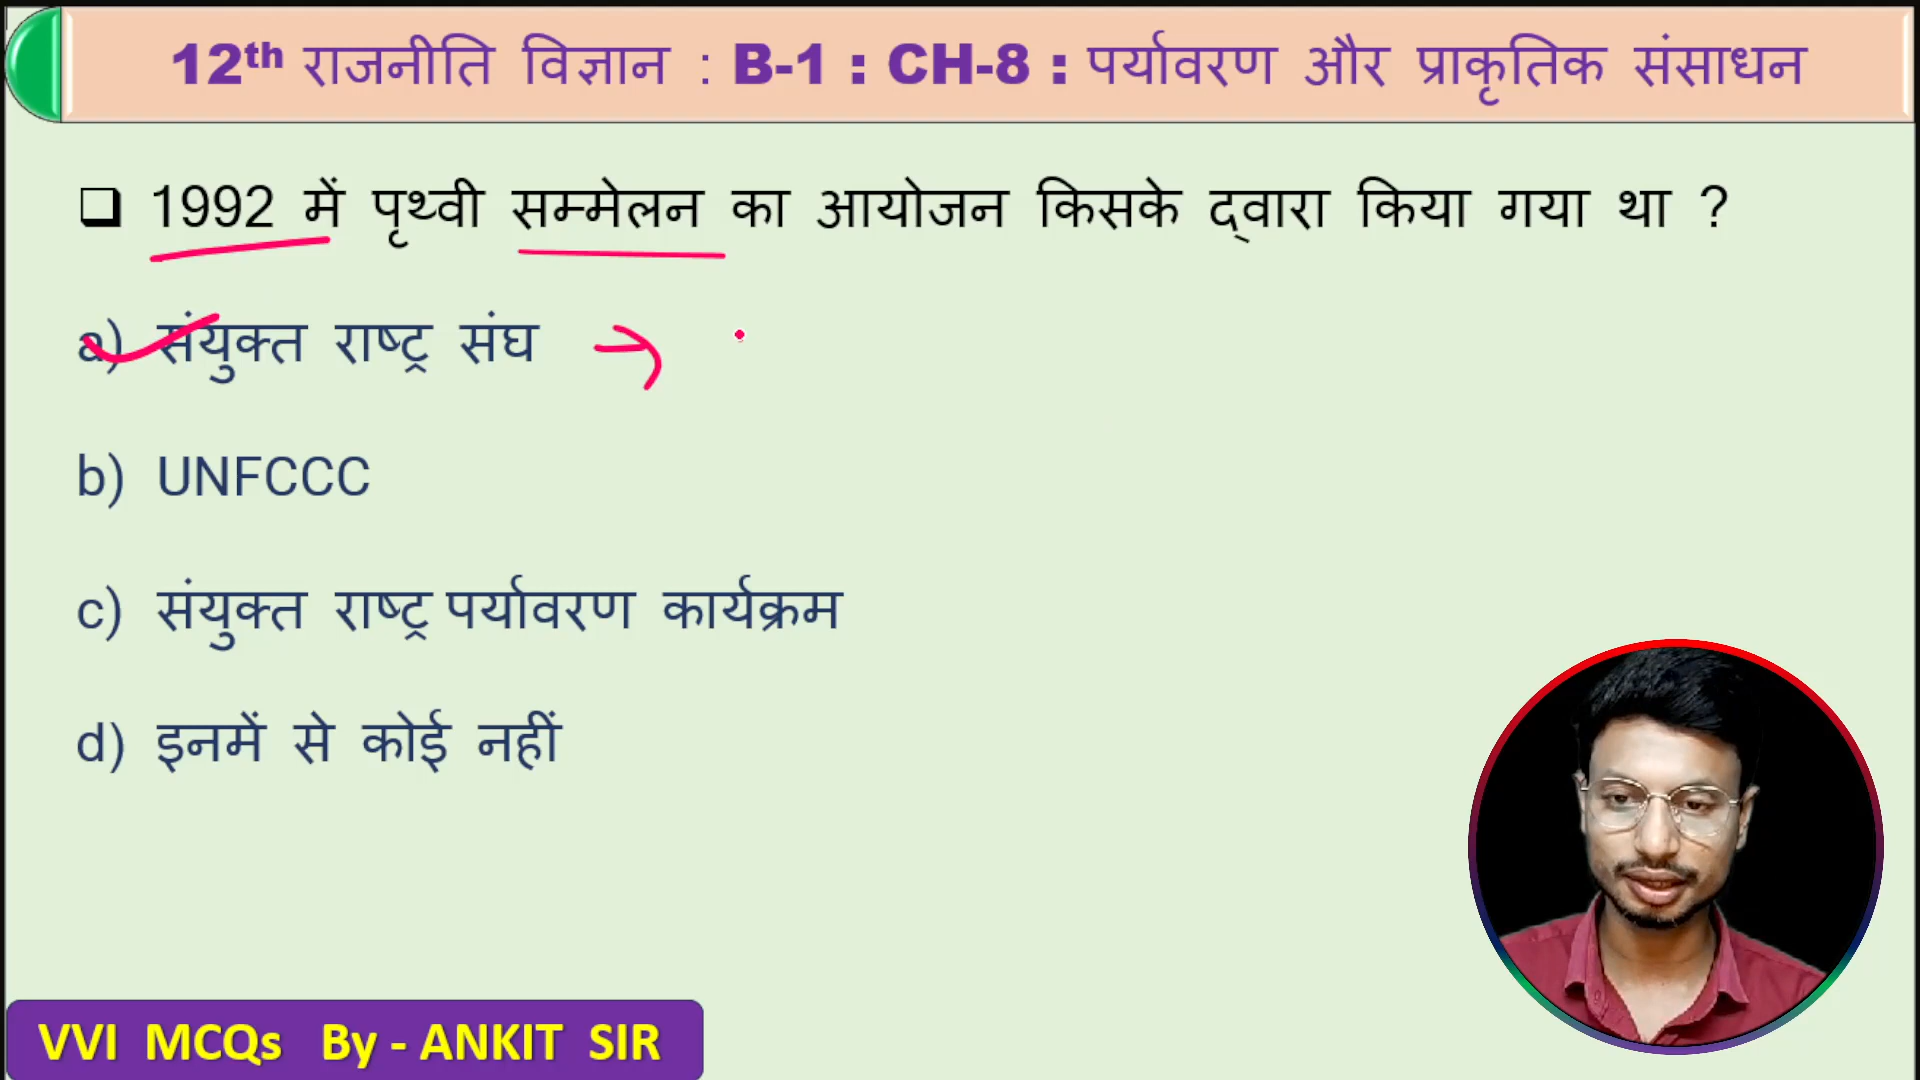 12th राजनीति विज्ञान : B-1 : CH-8 : पर्यावरण और प्राकृतिक संसाधन
❑ 1992 में पृथ्वी सम्मेलन का आयोजन किसके द्वारा किया गया था ?
a) संयुक्त राष्ट्र संघ
b) UNFCCC
c) संयुक्त राष्ट्र पर्यावरण कार्यक्रम
d) इनमें से कोई नहीं
VVI MCQs By - ANKIT SIR